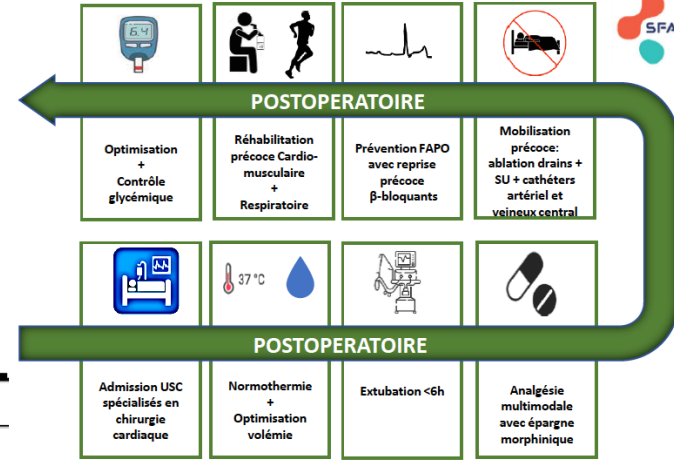 6.4
SFA
POSTOPERATOIRE
Optimisation
+
Contrôle
glycémique
Réhabilitation
précoce Cardio-
musculaire
+
Respiratoire
Prévention FAPO
avec reprise
précoce
β-bloquants
Mobilisation
précoce:
ablation drains +
SU + cathéters
artériel et
veineux central
37 °C
POSTOPERATOIRE
Admission USC
spécialisés en
chirurgie
cardiaque
Normothermie
+
Optimisation
volémie
Extubation <6h
Analgésie
multimodale
avec épargne
morphinique